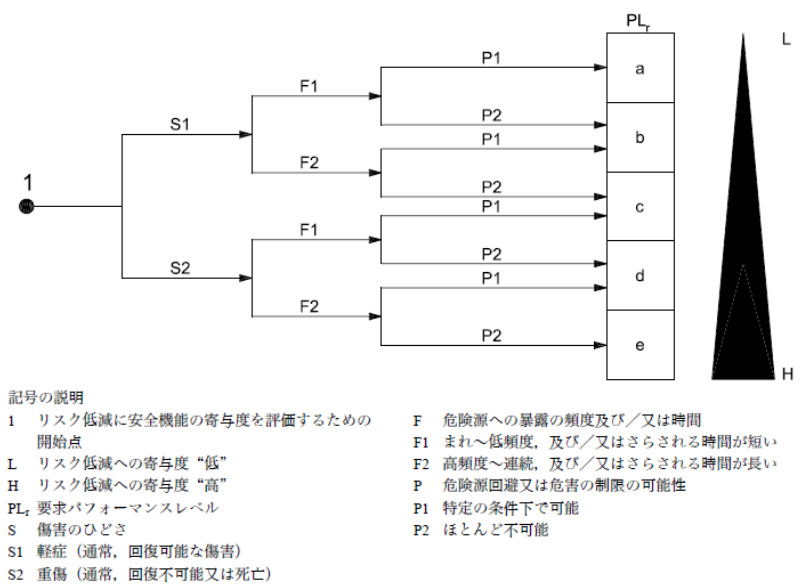 PLr
L
P1
a
F1
P2
S1
P1
b
F2
1
P2
c
P1
F1
P2
S2
d
P1
F2
P2
e
H
記号の説明
1 リスク低減に安全機能の寄与度を評価するための
開始点
L リスク低減への寄与度“低”
H リスク低減への寄与度“高”
PLr 要求パフォーマンスレベル
S 傷害のひどさ
S1 軽症（通常，回復可能な傷害）
S2 重傷（通常，回復不可能又は死亡）
F 危険源への暴露の頻度及び／又は時間
F1 まれ～低頻度，及び／又はさらされる時間が短い
F2 高頻度～連続，及び／又はさらされる時間が長い
P 危険源回避又は危害の制限の可能性
P1 特定の条件下で可能
P2 ほとんど不可能